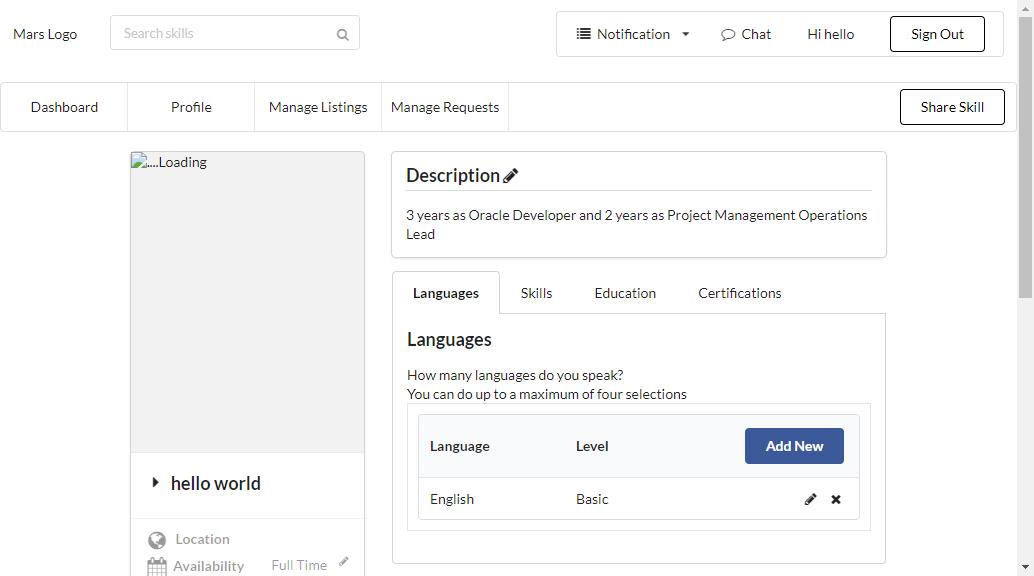 Mars Logo
Search skills
Notification
Chat
Hi hello
Sign Out
Dashboard
Profile
Manage Listings
Manage Requests
Share Skill
....Loading
hello world
Location
Availability Full Time
Description
3 years as Oracle Developer and 2 years as Project Management Operations
Lead
Languages Skills Education Certifications
Languages
How many languages do you speak?
You can do up to a maximum of four selections
Language Level Add New
English Basic